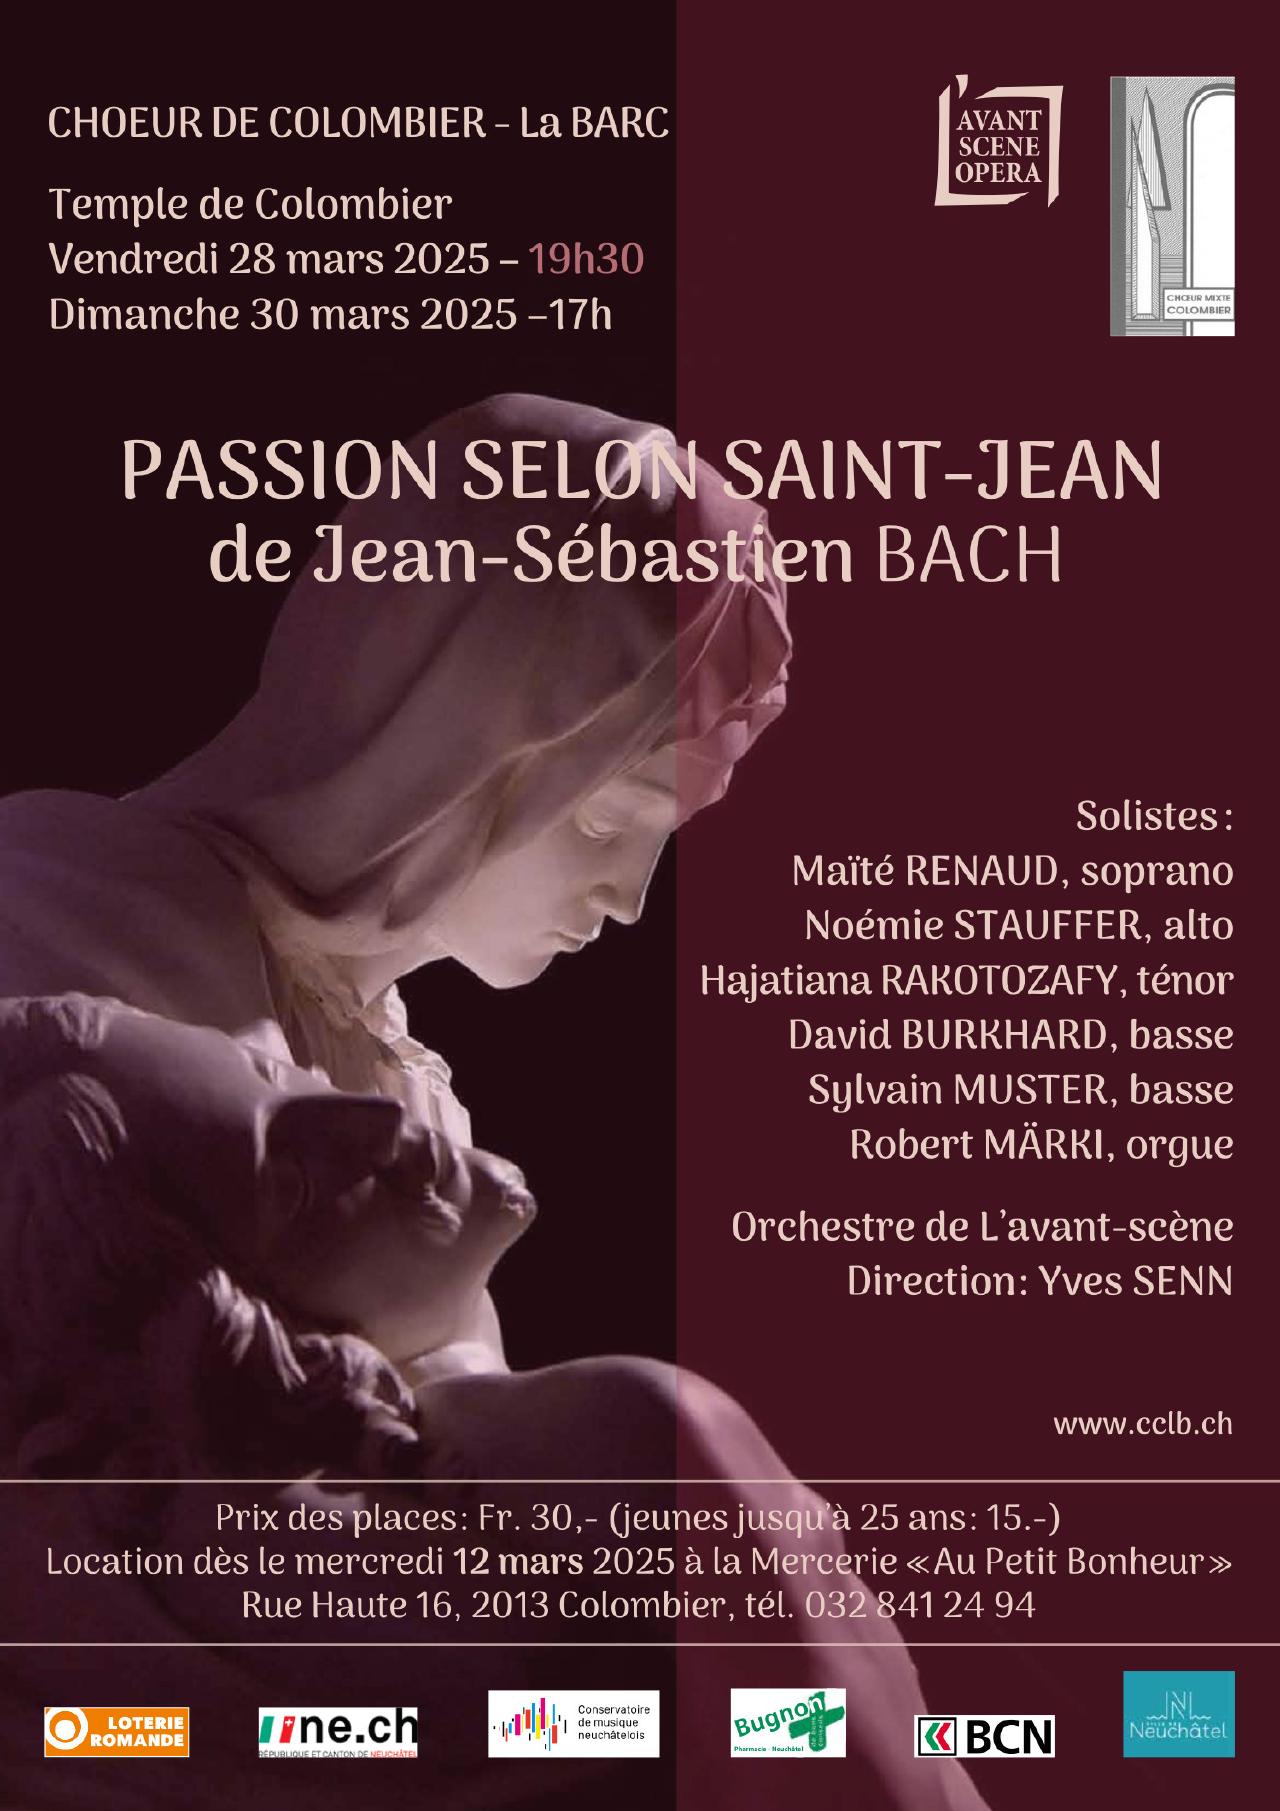 CHOEUR DE COLOMBIER – La BARC
Temple de Colombier
Vendredi 28 mars 2025 – 19h30
Dimanche 30 mars 2025 –17h
L'AVANT
SCENE
OPERA
CHŒUR MIXTE
COLOMBIER
PASSION SELON SAINT-JEAN
de Jean-Sébastien BACH
Solistes :
Maïté RENAUD, soprano
Noémie STAUFFER, alto
Hajatiana RAKOTOZAFY, ténor
David BURKHARD, basse
Sylvain MUSTER, basse
Robert MÄRKI, orgue
Orchestre de L’avant-scène
Direction: Yves SENN
www.cclb.ch
Prix des places: Fr. 30,- (jeunes jusqu’à 25 ans: 15.-)
Location dès le mercredi 12 mars 2025 à la Mercerie «Au Petit Bonheur»
Rue Haute 16, 2013 Colombier, tél. 032 841 24 94
LOTERIE
ROMANDE
ne.ch
RÉPUBLIQUE ET CANTON DE NEUCHÂTEL
Conservatoire
de musique
neuchâtelois
Bugnon
Pharmacie - Neuchâtel
BCN
Neuchâtel